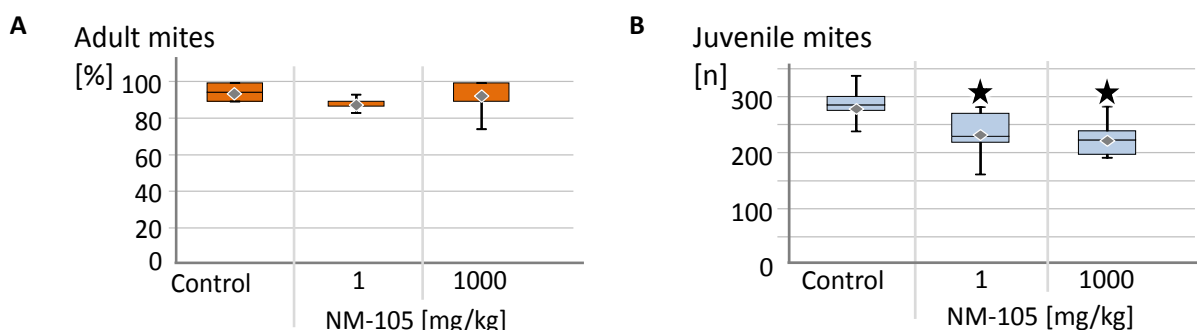 A
Adult mites
[%]
100
80
60
40
20
0
Control
1
1000
NM-105 [mg/kg]
B
Juvenile mites
[n]
300
200
100
0
Control
1
1000
NM-105 [mg/kg]